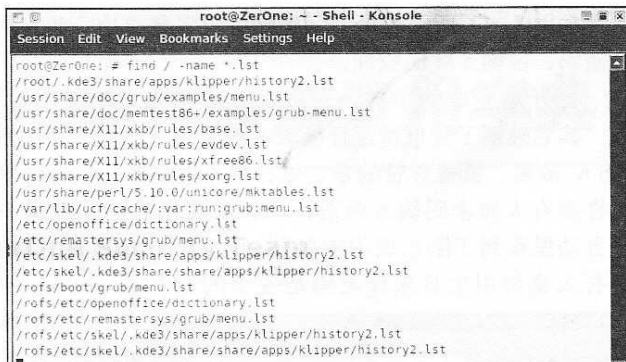 root@ZerOne: ~ - Shell - Konsole
Session Edit View Bookmarks Settings Help
root@ZerOne: # find / -name *.lst
/root/.kde3/share/apps/klipper/history2.lst
/usr/share/doc/grub/examples/menu.lst
/usr/share/doc/memtest86+/examples/grub-menu.lst
/usr/share/X11/xkb/rules/base.lst
/usr/share/X11/xkb/rules/evdev.lst
/usr/share/X11/xkb/rules/xfree86.lst
/usr/share/X11/xkb/rules/xorg.lst
/usr/share/perl/5.10.0/unicore/mktables.lst
/var/lib/ucf/cache/:var:run:grub:menu.lst
/etc/openoffice/dictionary.lst
/etc/remastersys/grub/menu.lst
/etc/skel/.kde3/share/apps/klipper/history2.lst
/etc/skel/.kde3/share/share/apps/klipper/history2.lst
/rofs/boot/grub/menu.lst
/rofs/etc/openoffice/dictionary.lst
/rofs/etc/remastersys/grub/menu.lst
/rofs/etc/skel/.kde3/share/apps/klipper/history2.lst
/rofs/etc/skel/.kde3/share/share/apps/klipper/history2.lst